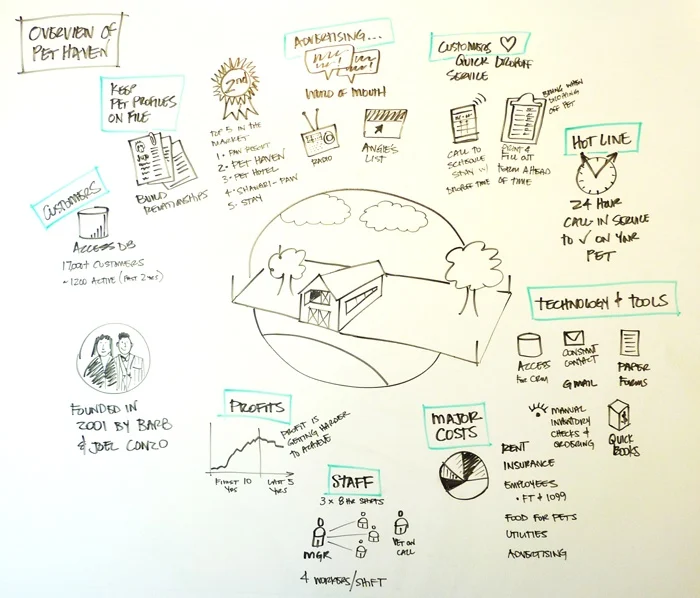 OVERVIEW OF
PET HAVEN
KEEP
PET PROFILES
ON FILE
BUILD
RELATIONSHIPS
2nd
TOP 5 IN THE
MARKET:
1- PAW RESORT
2- PET HAVEN
3- PET HOTEL
4- SHANGRI-PAW
5- STAY
ADVERTISING...
WORD OF MOUTH
RADIO
ANGIE'S
LIST
CUSTOMERS ♡
QUICK DROPOFF
SERVICE
CALL TO
SCHEDULE
STAY w/
DROPOFF TIME
PRINT &
FILL OUT
FORM AHEAD
OF TIME
BRING WHEN
DROPPING
OFF PET
HOT LINE
24 HOUR
CALL-IN SERVICE
TO ✓ ON YOUR
PET
CUSTOMERS
ACCESS DB
1700+ CUSTOMERS
~1200 ACTIVE (PAST 2 YRS)
FOUNDED IN
2001 BY BARB
& JOEL CONZO
TECHNOLOGY & TOOLS
ACCESS
FOR CRM
CONSTANT
CONTACT
GMAIL
PAPER
FORMS
MANUAL
INVENTORY
CHECKS &
ORDERING
QUICK
BOOKS
PROFITS
PROFIT IS
GETTING HARDER
TO ACHIEVE
FIRST 10
YRS
LAST 5
YRS
STAFF
3 x 8 HR SHIFTS
MGR
VET ON
CALL
4 WORKERS/SHIFT
MAJOR
COSTS
RENT
INSURANCE
EMPLOYEES
• FT & 1099
FOOD FOR PETS
UTILITIES
ADVERTISING